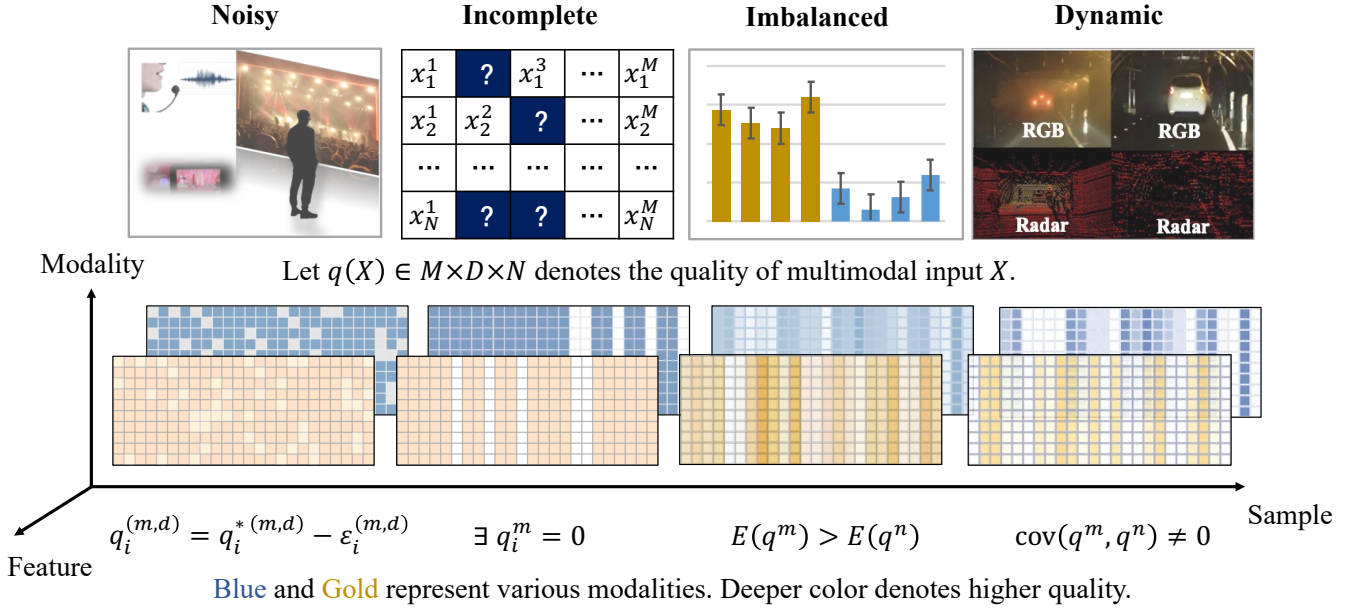 Noisy Incomplete Imbalanced Dynamic
x_1^1 ? x_1^3 ... x_1^M
x_2^1 x_2^2 ? ... x_2^M
... ... ... ... ...
x_N^1 ? ? ... x_N^M
RGB RGB
Radar Radar
Modality
Let q(X) ∈ M×D×N denotes the quality of multimodal input X.
Sample
q_i^{(m,d)} = q_i^{*(m,d)} − ε_i^{(m,d)} ∃ q_i^m = 0 E(q^m) > E(q^n) cov(q^m, q^n) ≠ 0
Feature
Blue and Gold represent various modalities. Deeper color denotes higher quality.